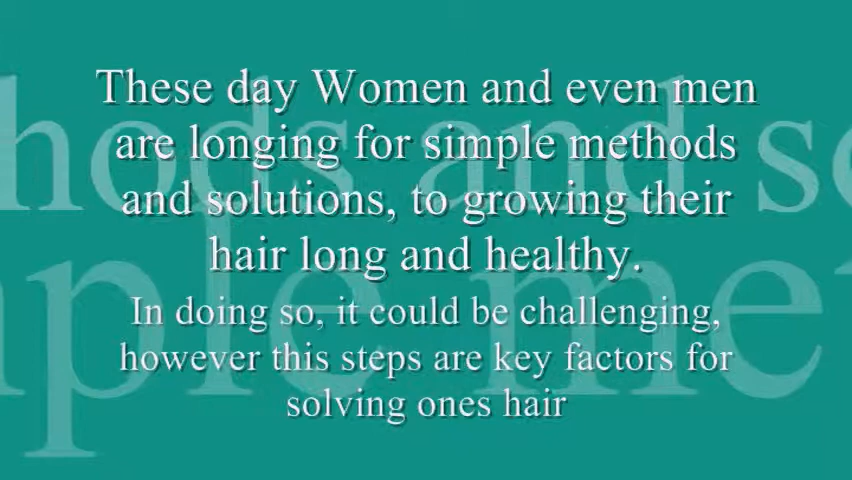 These day Women and even men
are longing for simple methods
and solutions, to growing their
hair long and healthy.
In doing so, it could be challenging,
however this steps are key factors for
solving ones hair